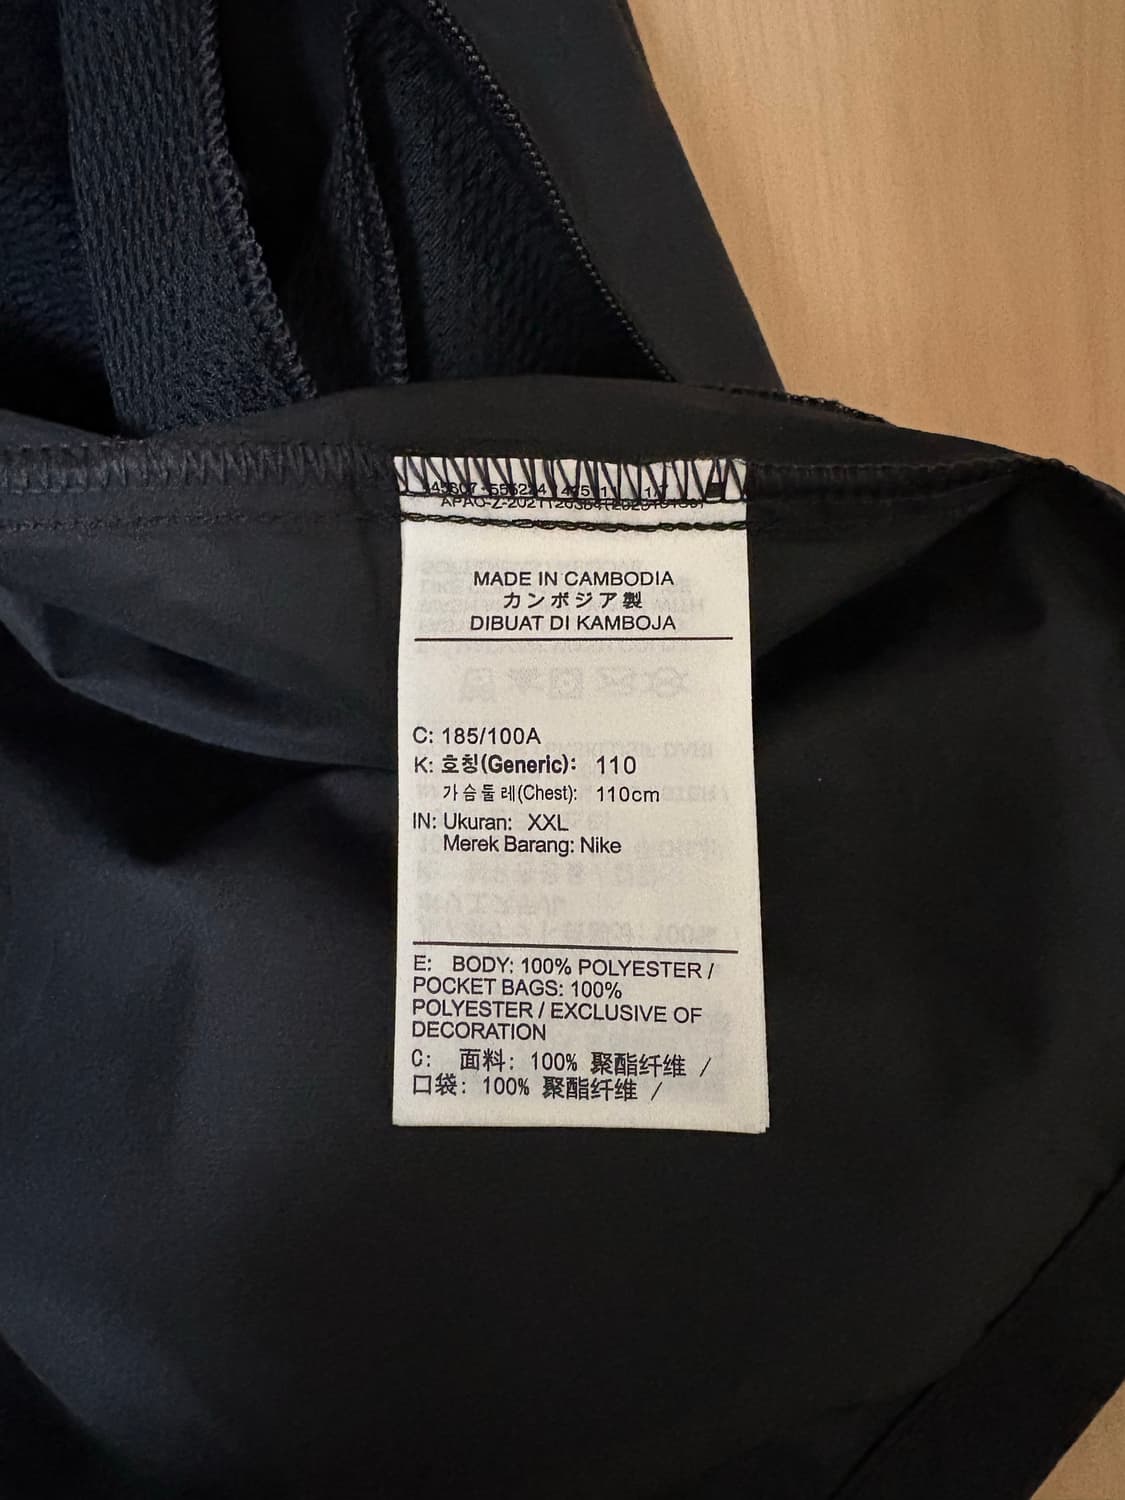 MADE IN CAMBODIA
カンボジア製
DIBUAT DI KAMBOJA
C: 185/100A
K: 호칭(Generic): 110
가슴둘레(Chest): 110cm
IN: Ukuran: XXL
Merek Barang: Nike
E: BODY: 100% POLYESTER /
POCKET BAGS: 100%
POLYESTER / EXCLUSIVE OF
DECORATION
C: 面料: 100% 聚酯纤维 /
口袋: 100% 聚酯纤维 /